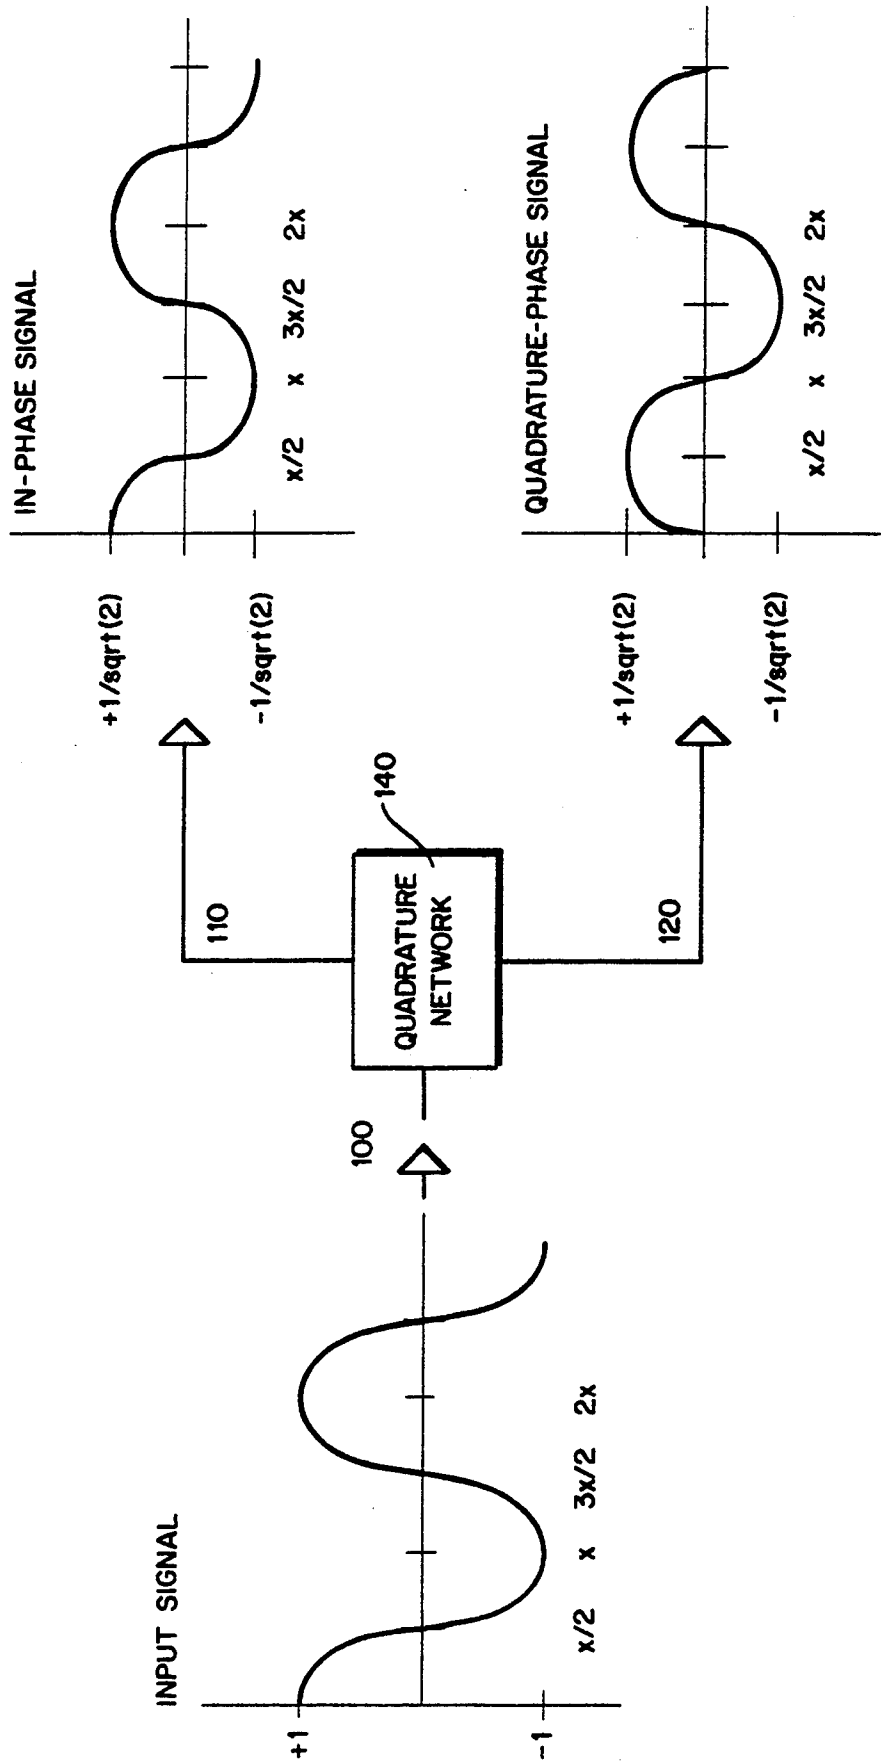 INPUT SIGNAL
+1
-1
x/2 x 3x/2 2x
100
QUADRATURE
NETWORK
140
110
120
IN-PHASE SIGNAL
+1/sqrt(2)
-1/sqrt(2)
x/2 x 3x/2 2x
QUADRATURE-PHASE SIGNAL
+1/sqrt(2)
-1/sqrt(2)
x/2 x 3x/2 2x